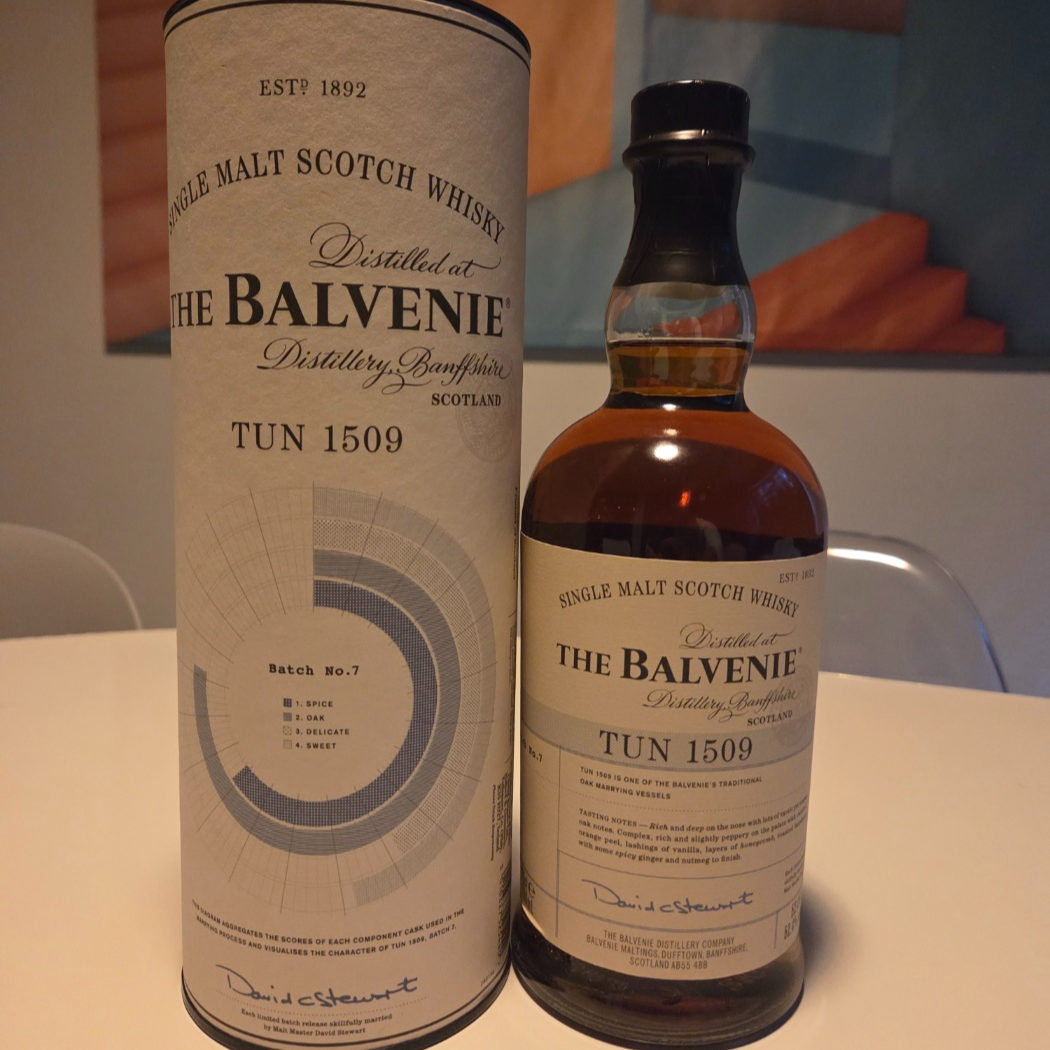 ESTD 1892
SINGLE MALT SCOTCH WHISKY
Distilled at
THE BALVENIE®
Distillery, Banffshire
SCOTLAND
TUN 1509
Batch No.7
1. SPICE
2. OAK
3. DELICATE
4. SWEET
THIS DIAGRAM AGGREGATES THE SCORES OF EACH COMPONENT CASK USED IN THE
MARRYING PROCESS AND VISUALISES THE CHARACTER OF TUN 1509, BATCH 7.
David C Stewart
Each limited batch release skillfully married
by Malt Master David Stewart
ESTD 1892
SINGLE MALT SCOTCH WHISKY
Distilled at
THE BALVENIE®
Distillery, Banffshire
SCOTLAND
TUN 1509
No.7
TUN 1509 IS ONE OF THE BALVENIE'S TRADITIONAL
OAK MARRYING VESSELS
TASTING NOTES — Rich and deep on the nose with lots of
oak notes. Complex, rich and slightly peppery on the palate with
orange peel, lashings of vanilla, layers of honeycomb,
with some spicy ginger and nutmeg to finish.
David C Stewart
THE BALVENIE DISTILLERY COMPANY
BALVENIE MALTINGS, DUFFTOWN, BANFFSHIRE,
SCOTLAND AB55 4BB